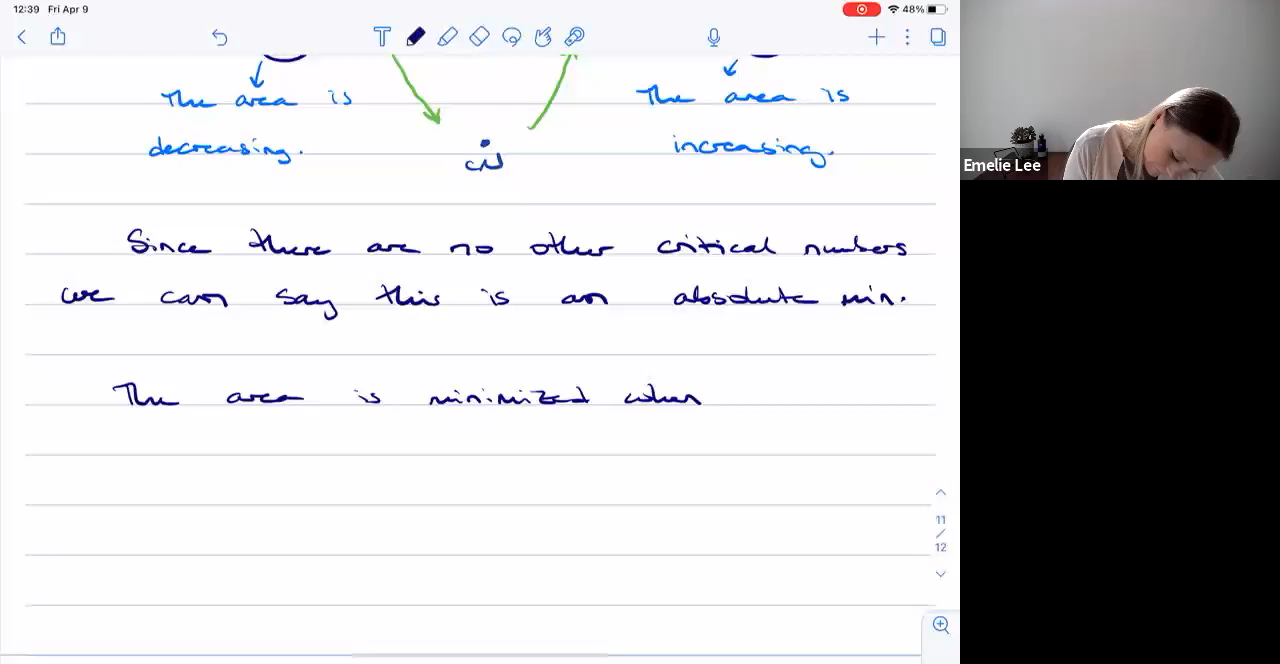 12:39 Fri Apr 9
48%
T
The area is
decreasing.
CN
The area is
increasing.
Since there are no other critical numbers
we can say this is an absolute min.
The area is minimized when
11
/
12
Emelie Lee